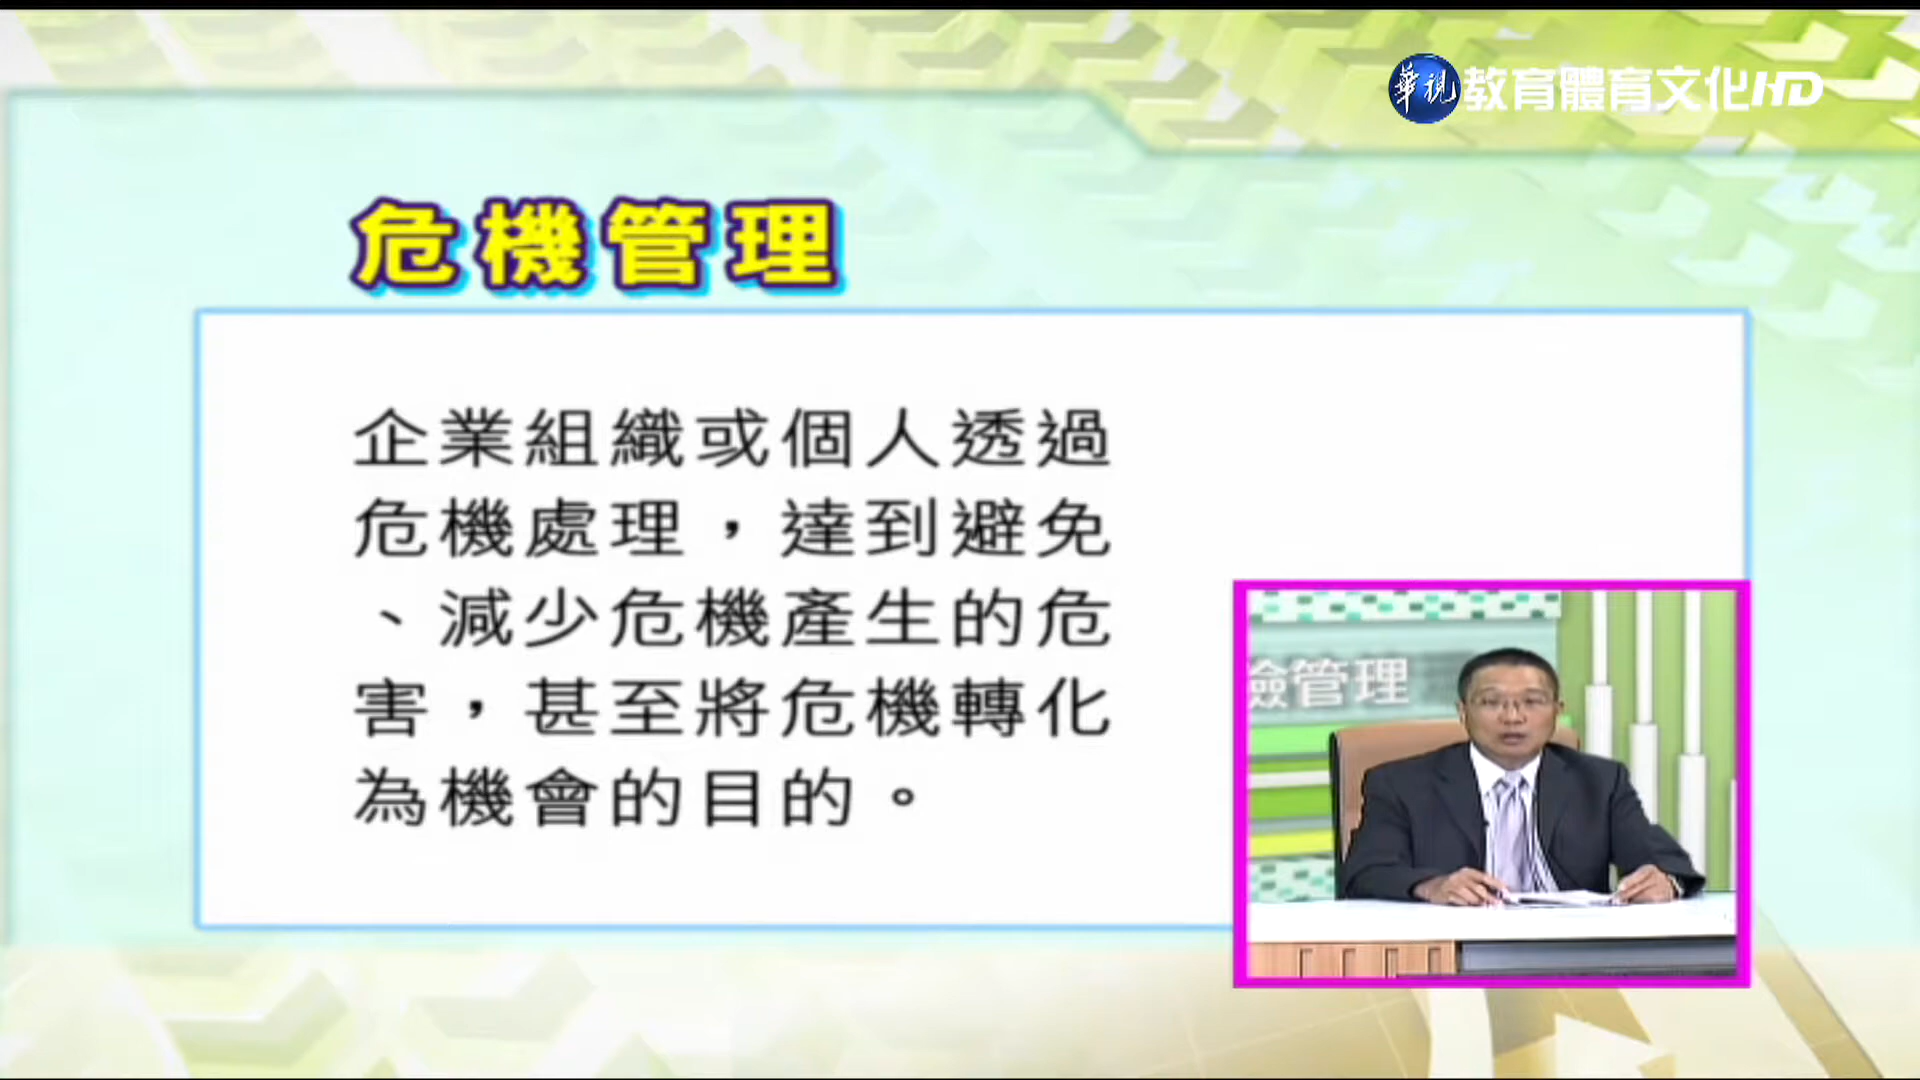 華視 教育體育文化HD
危機管理
企業組織或個人透過
危機處理，達到避免
、減少危機產生的危
害，甚至將危機轉化
為機會的目的。
險管理